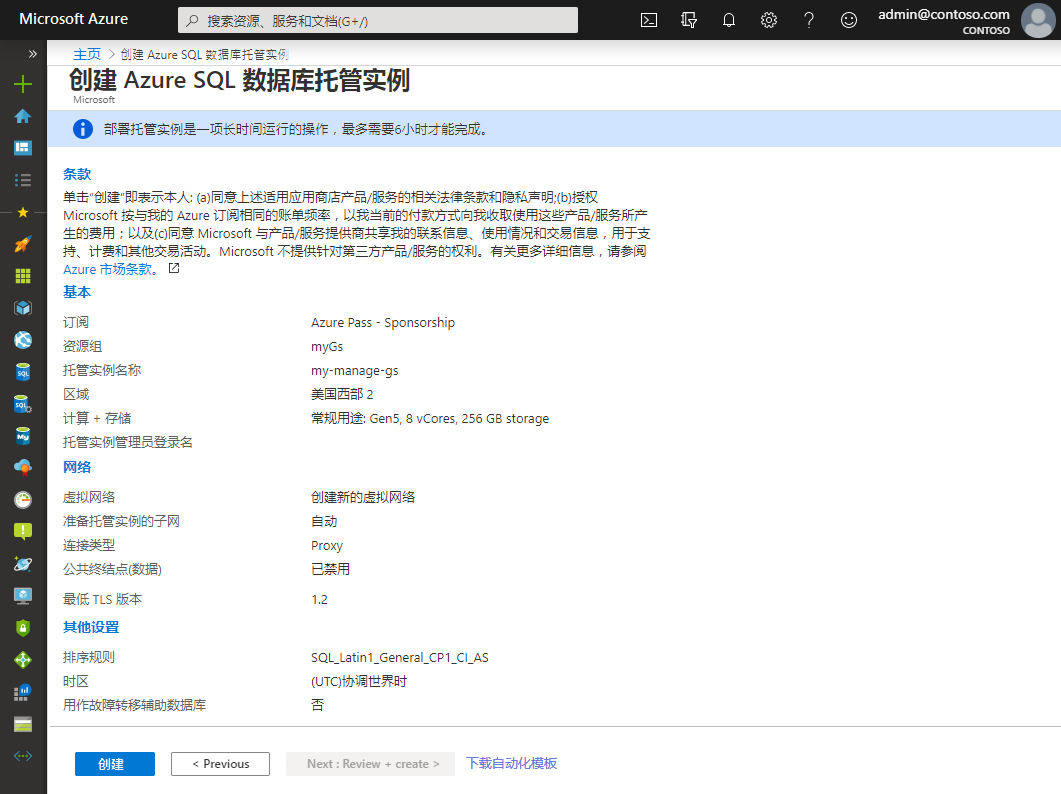 Microsoft Azure
搜索资源、服务和文档(G+/)
admin@contoso.com
CONTOSO
主页 > 创建 Azure SQL 数据库托管实例
创建 Azure SQL 数据库托管实例
Microsoft
部署托管实例是一项长时间运行的操作，最多需要6小时才能完成。
条款
单击“创建”即表示本人: (a)同意上述适用应用商店产品/服务的相关法律条款和隐私声明;(b)授权
Microsoft 按与我的 Azure 订阅相同的账单频率，以我当前的付款方式向我收取使用这些产品/服务所产
生的费用；以及(c)同意 Microsoft 与产品/服务提供商共享我的联系信息、使用情况和交易信息，用于支
持、计费和其他交易活动。Microsoft 不提供针对第三方产品/服务的权利。有关更多详细信息，请参阅
Azure 市场条款。
基本
订阅 Azure Pass - Sponsorship
资源组 myGs
托管实例名称 my-manage-gs
区域 美国西部 2
计算 + 存储 常规用途: Gen5, 8 vCores, 256 GB storage
托管实例管理员登录名
网络
虚拟网络 创建新的虚拟网络
准备托管实例的子网 自动
连接类型 Proxy
公共终结点(数据) 已禁用
最低 TLS 版本 1.2
其他设置
排序规则 SQL_Latin1_General_CP1_CI_AS
时区 (UTC)协调世界时
用作故障转移辅助数据库 否
创建 < Previous Next : Review + create > 下载自动化模板